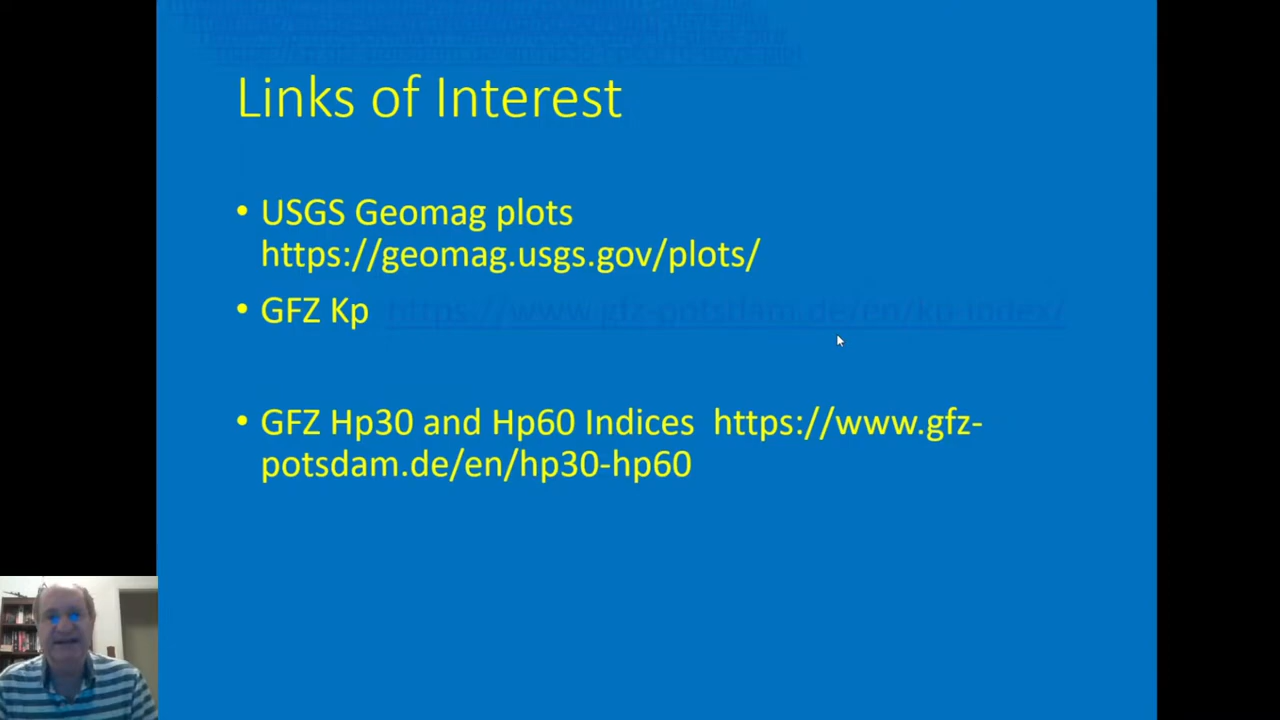 Links of Interest
• USGS Geomag plots
https://geomag.usgs.gov/plots/
• GFZ Kp https://www.gfz-potsdam.de/en/kp-index/
• GFZ Hp30 and Hp60 Indices https://www.gfz-
potsdam.de/en/hp30-hp60